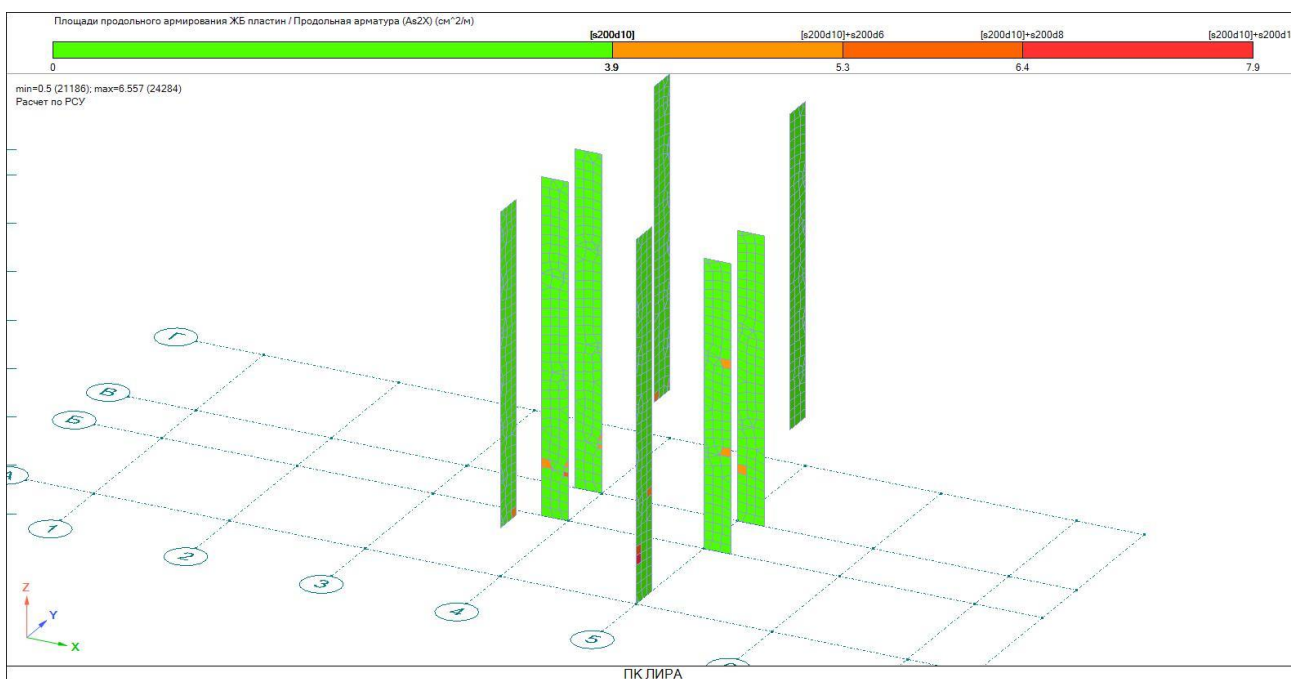 Площади продольного армирования ЖБ пластин / Продольная арматура (As2X) (см^2/м)
[s200d10] [s200d10]+s200d6 [s200d10]+s200d8 [s200d10]+s200d1
0 3.9 5.3 6.4 7.9
min=0.5 (21186); max=6.557 (24284)
Расчет по РСУ
Г
В
Б
А
1
2
3
4
5
Z
Y
X
ПК ЛИРА